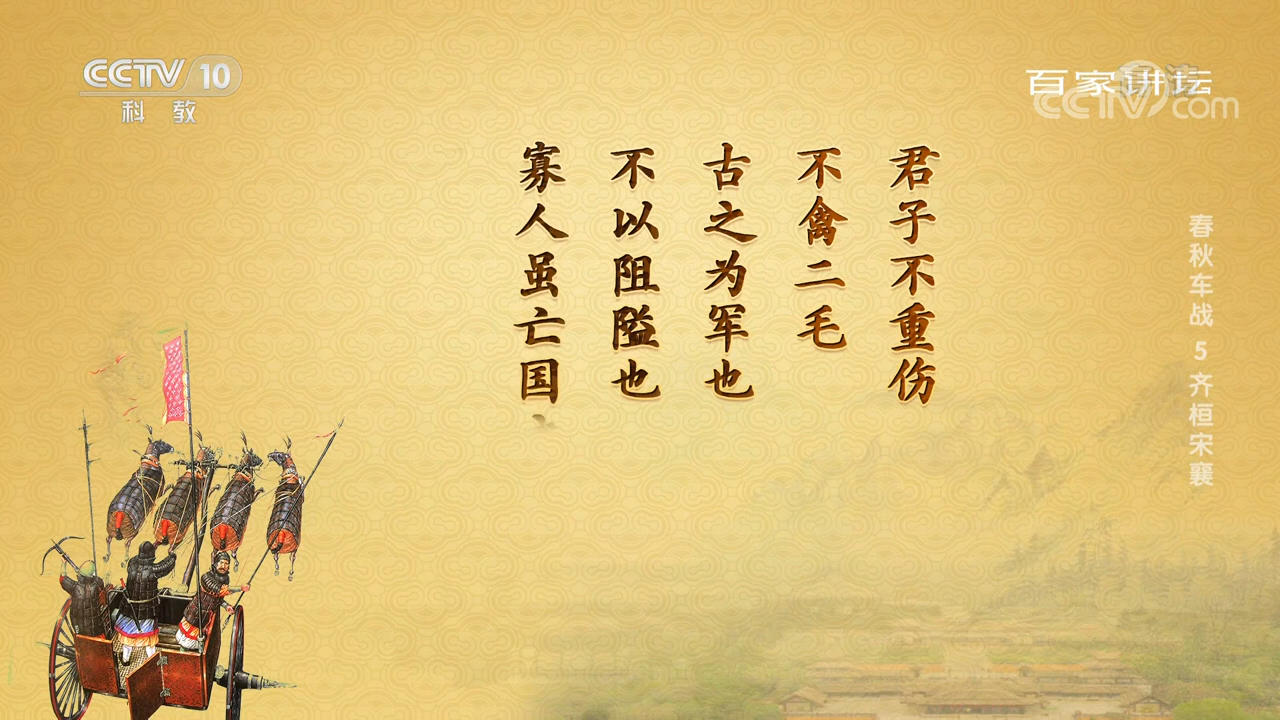 CCTV 10
科教
百家讲坛
CCTV.com
君子不重伤
不禽二毛
古之为军也
不以阻隘也
寡人虽亡国
春秋车战 5 齐桓宋襄